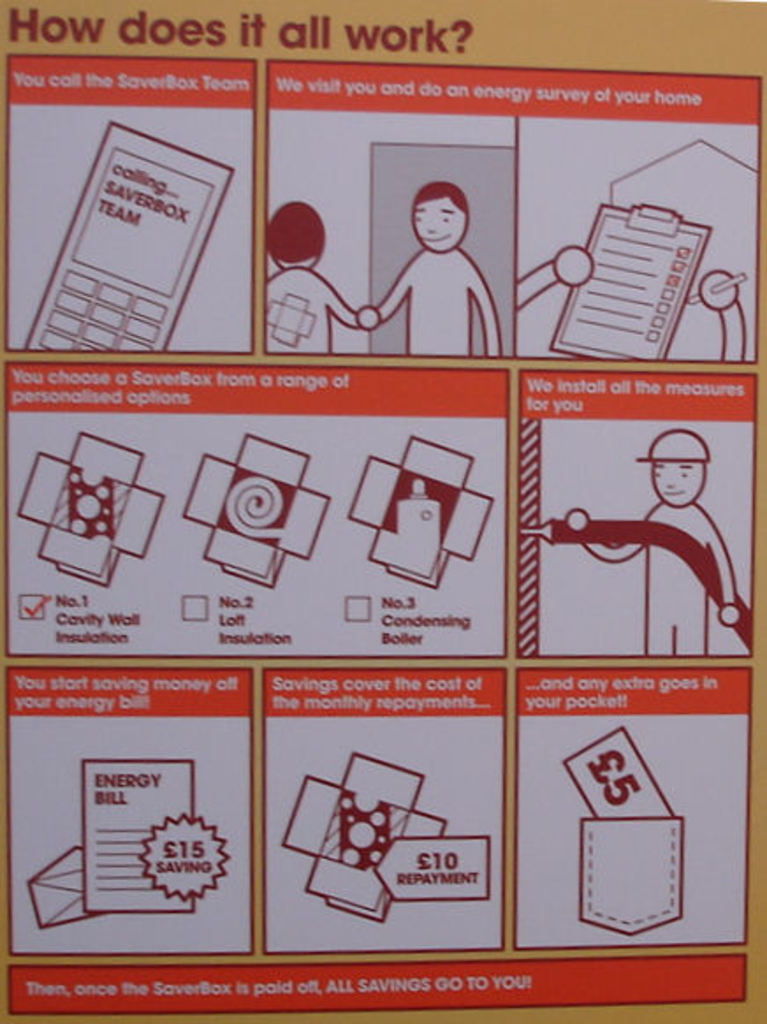 How does it all work?
You call the SaverBox Team
We visit you and do an energy survey of your home
calling...
SAVERBOX
TEAM
You choose a SaverBox from a range of
personalised options
We install all the measures
for you
No.1
Cavity Wall
Insulation
No.2
Loft
Insulation
No.3
Condensing
Boiler
You start saving money off
your energy bill!
Savings cover the cost of
the monthly repayments...
...and any extra goes in
your pocket!
ENERGY
BILL
£15
SAVING
£10
REPAYMENT
£5
Then, once the SaverBox is paid off, ALL SAVINGS GO TO YOU!